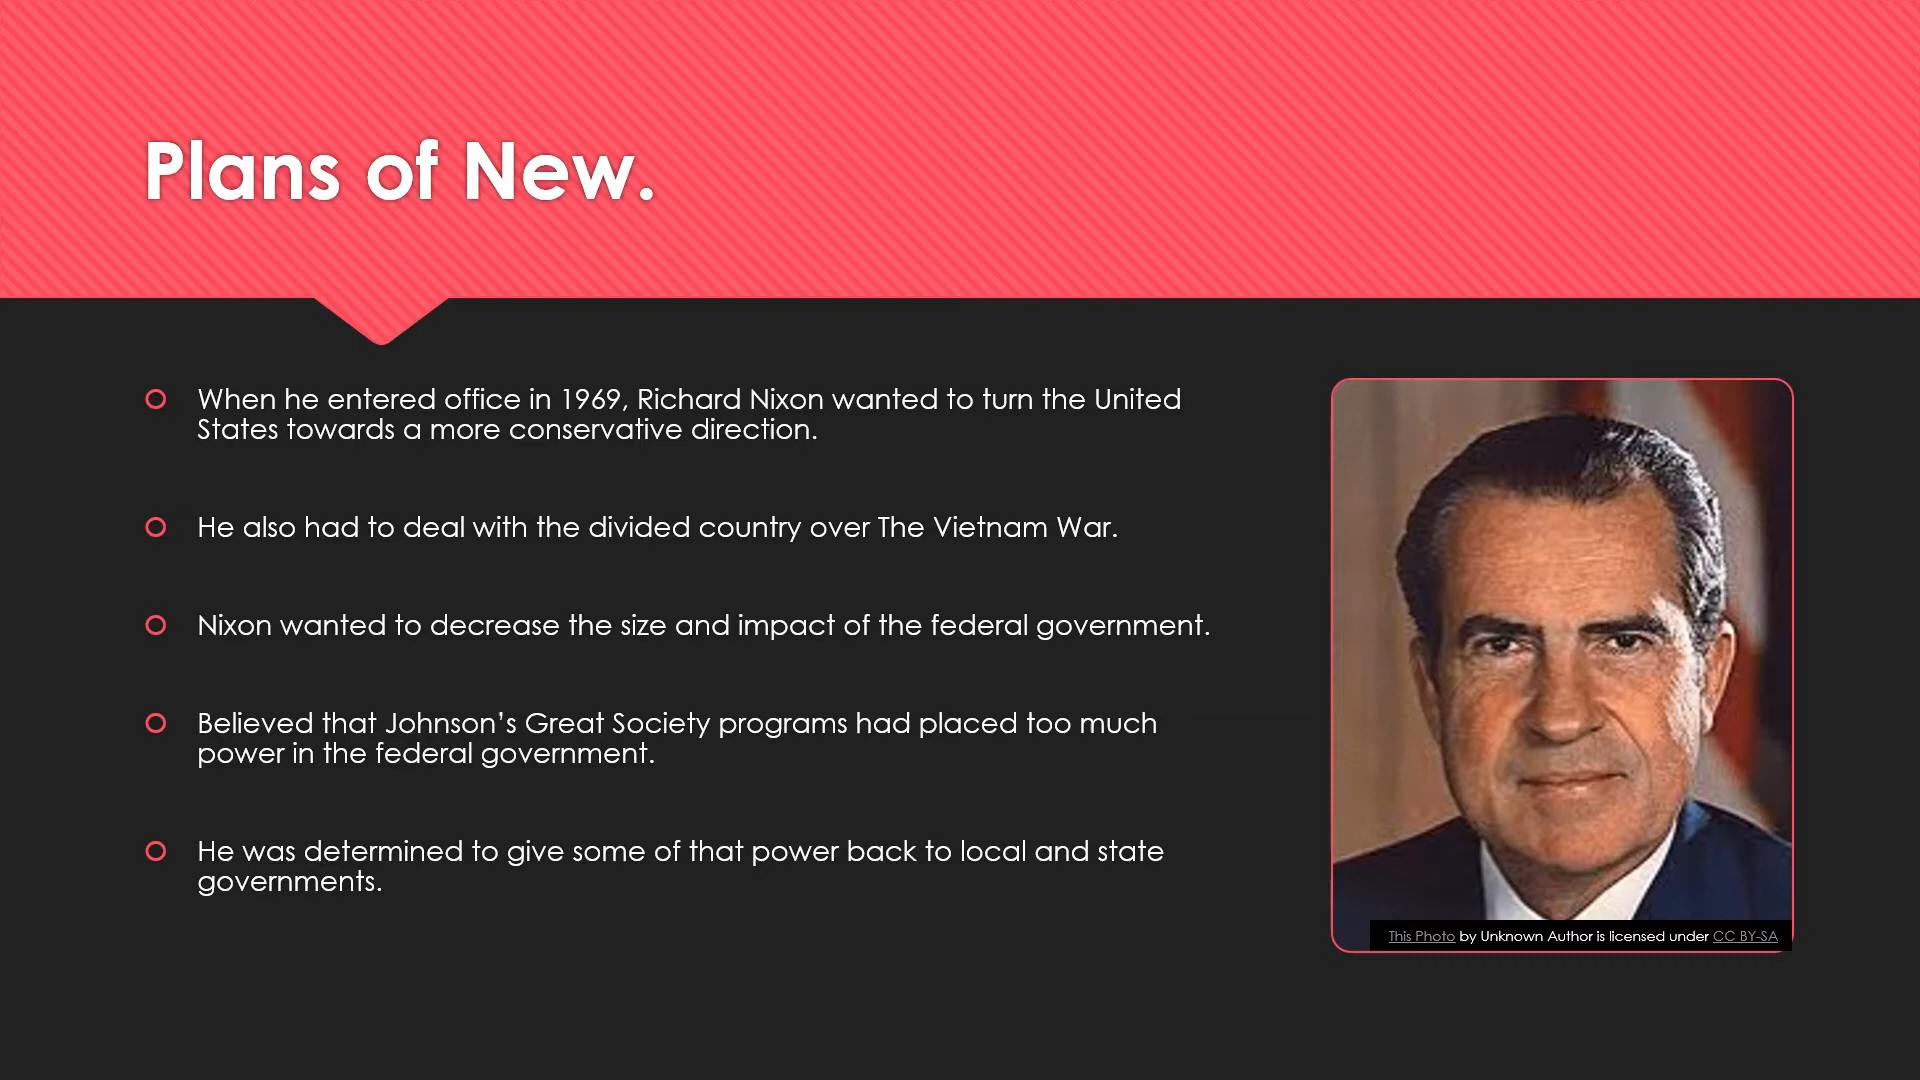 Plans of New.
When he entered office in 1969, Richard Nixon wanted to turn the United
States towards a more conservative direction.
He also had to deal with the divided country over The Vietnam War.
Nixon wanted to decrease the size and impact of the federal government.
Believed that Johnson’s Great Society programs had placed too much
power in the federal government.
He was determined to give some of that power back to local and state
governments.
This Photo by Unknown Author is licensed under CC BY-SA